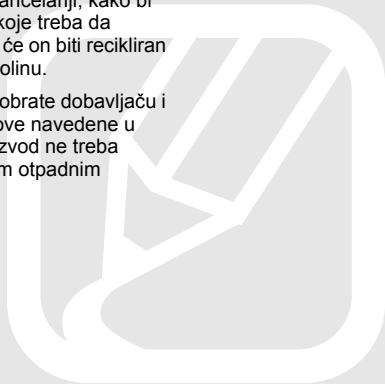 ancelariji, kako bi
koje treba da
će on biti recikliran
olinu.
obrate dobavljaču i
ove navedene u
zvod ne treba
m otpadnim